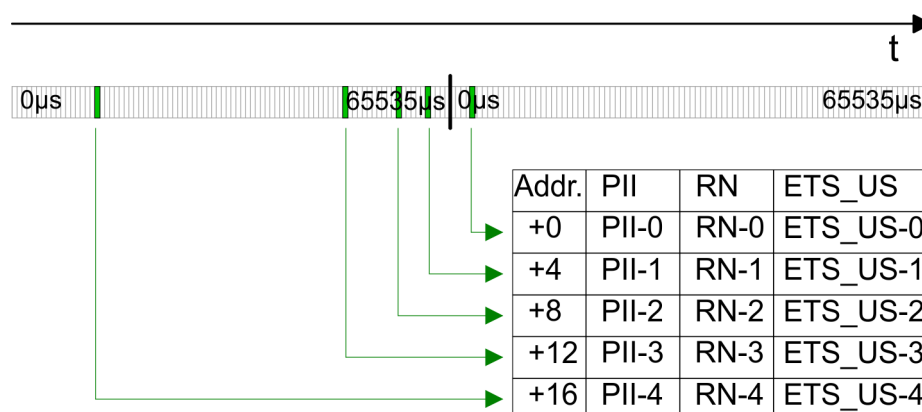 t
0µs 65535µs 0µs 65535µs
Addr. PII RN ETS_US
+0 PII-0 RN-0 ETS_US-0
+4 PII-1 RN-1 ETS_US-1
+8 PII-2 RN-2 ETS_US-2
+12 PII-3 RN-3 ETS_US-3
+16 PII-4 RN-4 ETS_US-4